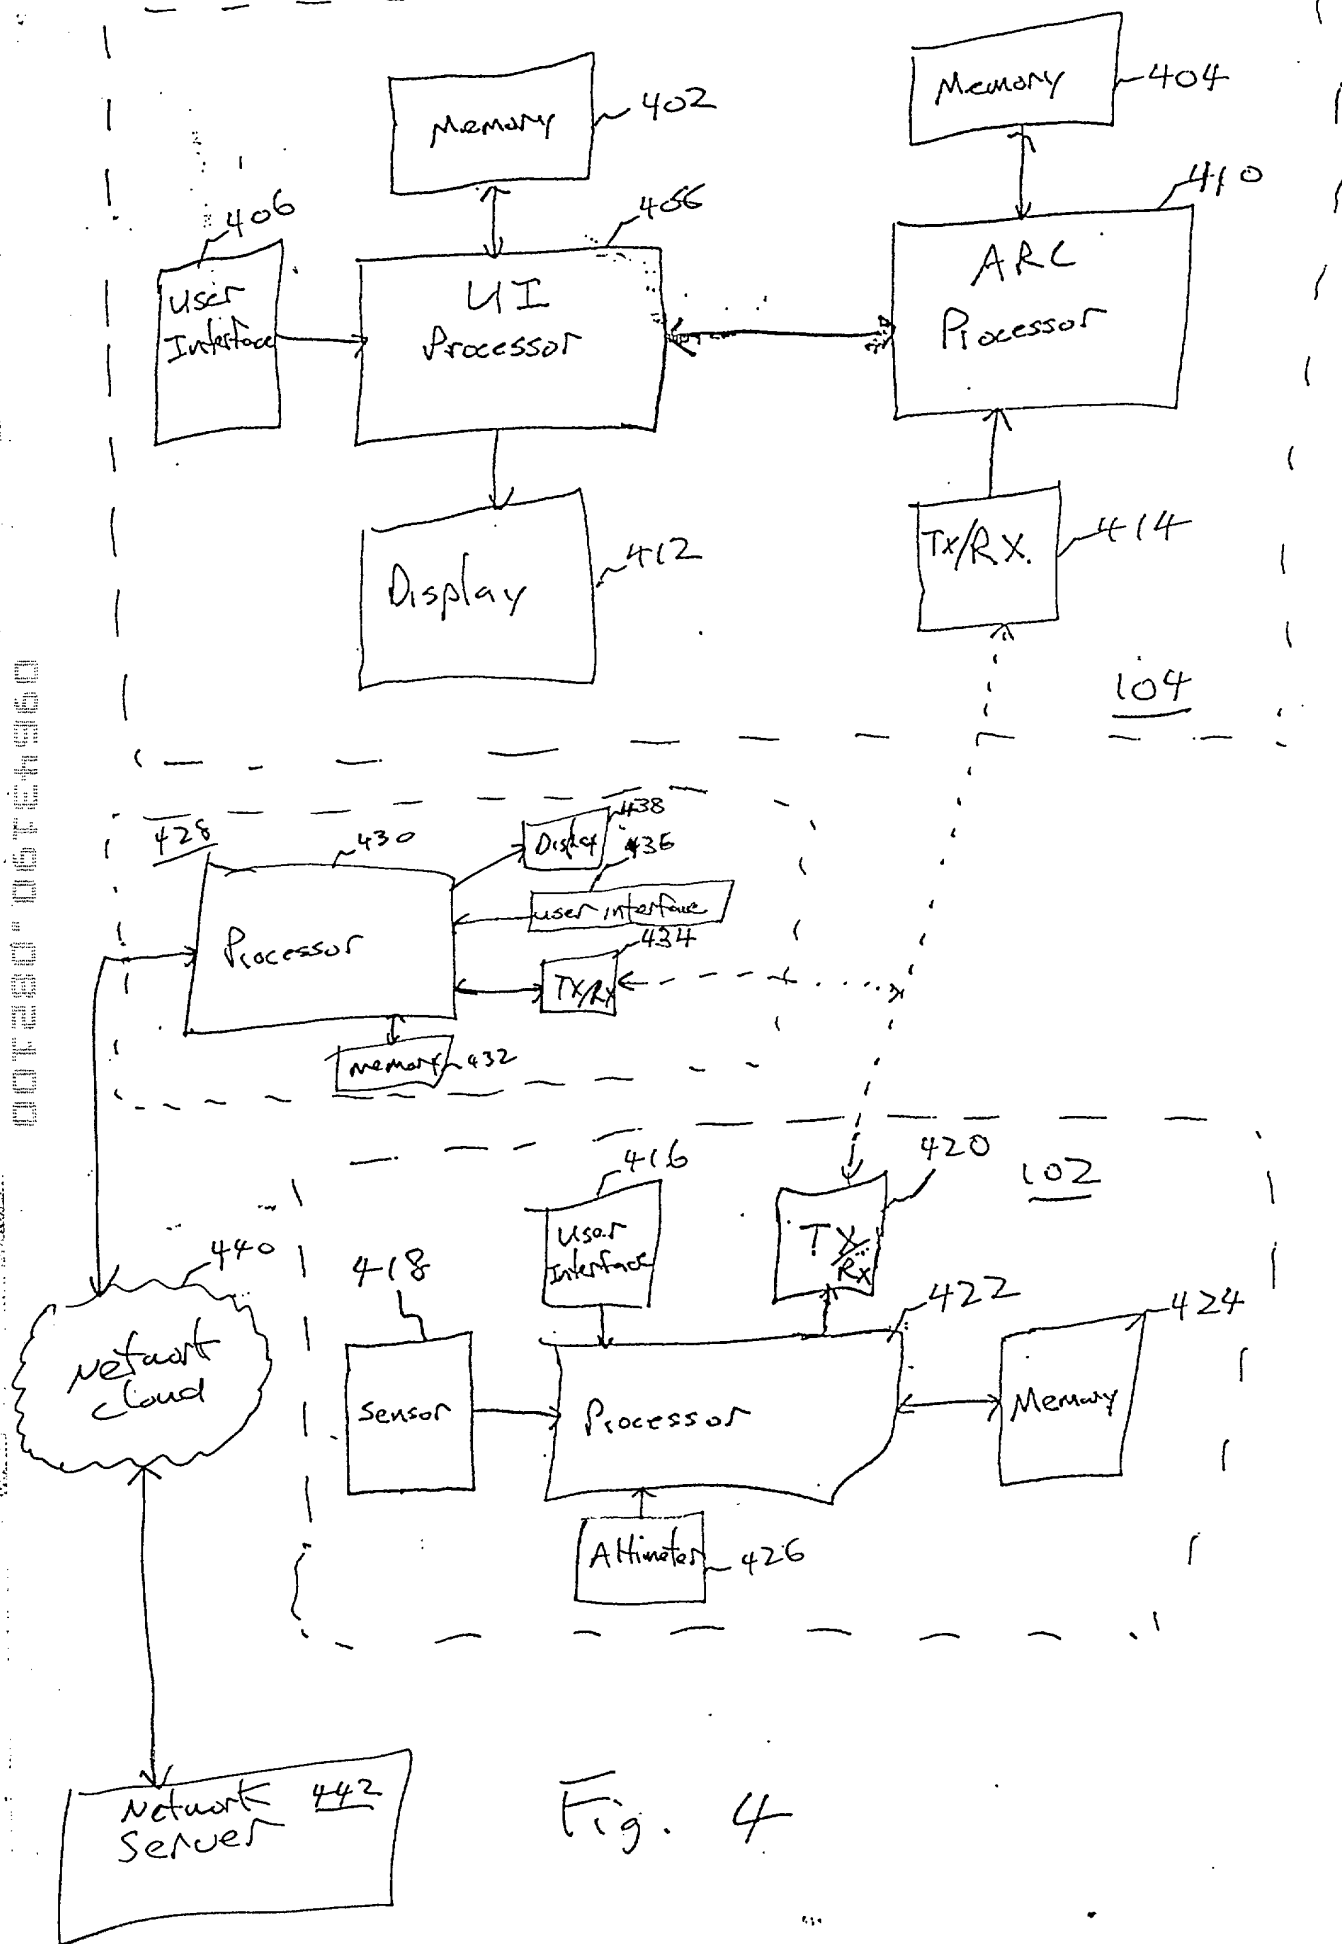 Memory
402
Memory
404
406
User
Interface
UI
Processor
ARC
Processor
410
Display
412
Tx/RX.
414
104
428
430
Processor
Display
438
user interface
436
TX/RX
434
memory
432
416
User
Interface
420
TX/
RX
102
418
Sensor
Processor
422
Memory
424
Altimeter
426
440
Network
cloud
Network
Server
442
Fig. 4